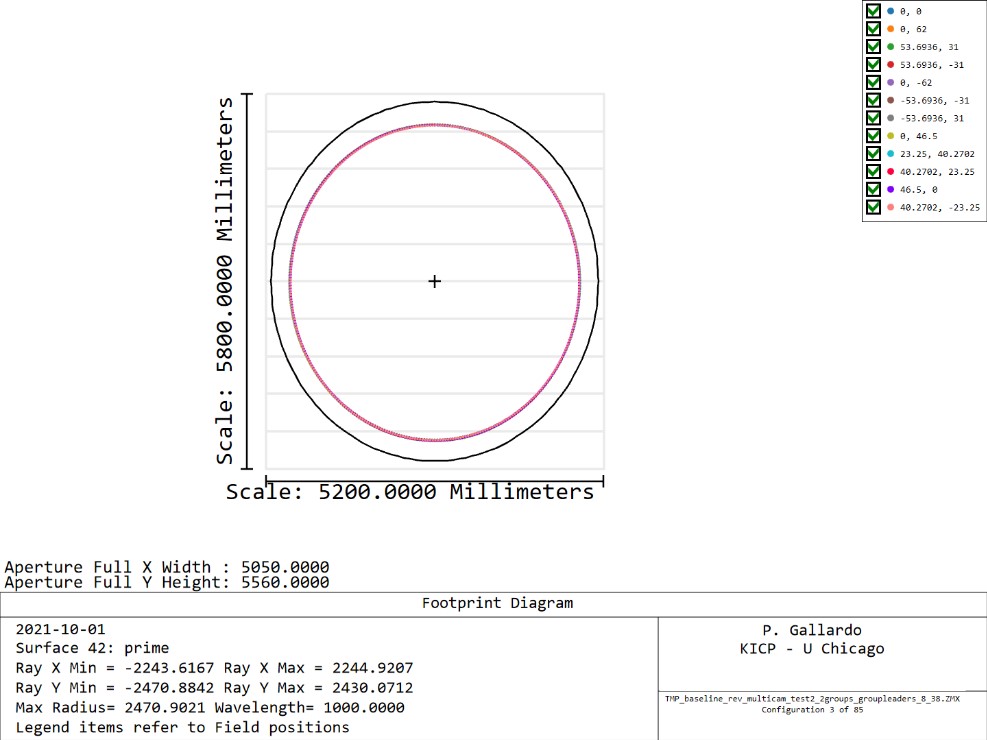 0, 0
0, 62
53.6936, 31
53.6936, -31
0, -62
-53.6936, -31
-53.6936, 31
0, 46.5
23.25, 40.2702
40.2702, 23.25
46.5, 0
40.2702, -23.25
Scale: 5800.0000 Millimeters
Scale: 5200.0000 Millimeters
Aperture Full X Width : 5050.0000
Aperture Full Y Height: 5560.0000
Footprint Diagram
2021-10-01
Surface 42: prime
Ray X Min = -2243.6167 Ray X Max = 2244.9207
Ray Y Min = -2470.8842 Ray Y Max = 2430.0712
Max Radius= 2470.9021 Wavelength= 1000.0000
Legend items refer to Field positions
P. Gallardo
KICP - U Chicago
TMP_baseline_rev_multicam_test2_2groups_groupleaders_8_38.ZMX
Configuration 3 of 85